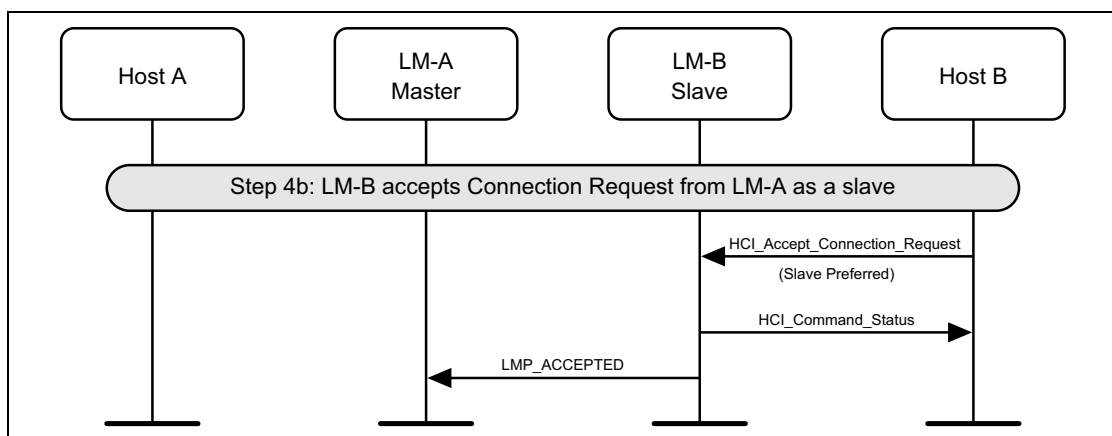 Host A
LM-A
Master
LM-B
Slave
Host B
Step 4b: LM-B accepts Connection Request from LM-A as a slave
HCI_Accept_Connection_Request
(Slave Preferred)
HCI_Command_Status
LMP_ACCEPTED